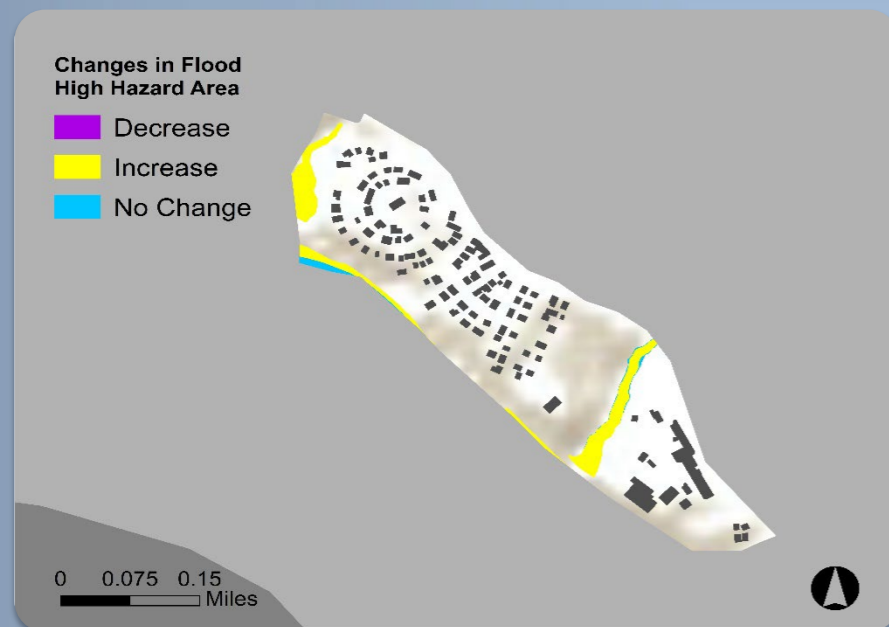 Changes in Flood
High Hazard Area
Decrease
Increase
No Change
0 0.075 0.15
Miles